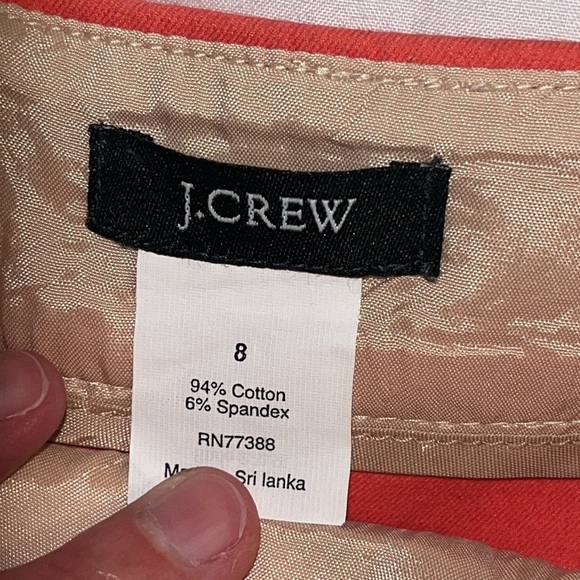 J.CREW
8
94% Cotton
6% Spandex
RN77388
Sri lanka